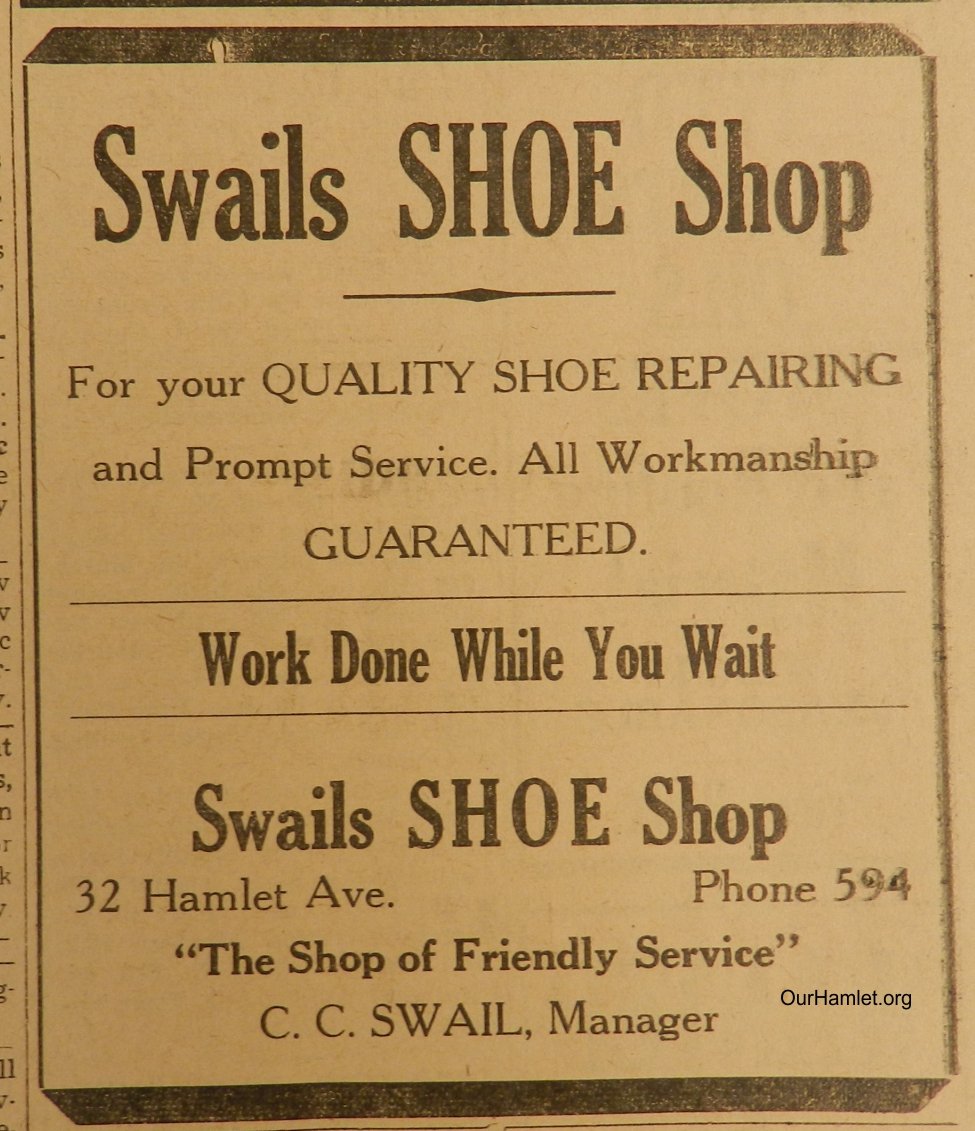 Swails SHOE Shop
For your QUALITY SHOE REPAIRING
and Prompt Service. All Workmanship
GUARANTEED.
Work Done While You Wait
Swails SHOE Shop
32 Hamlet Ave. Phone 594
"The Shop of Friendly Service"
OurHamlet.org
C. C. SWAIL, Manager